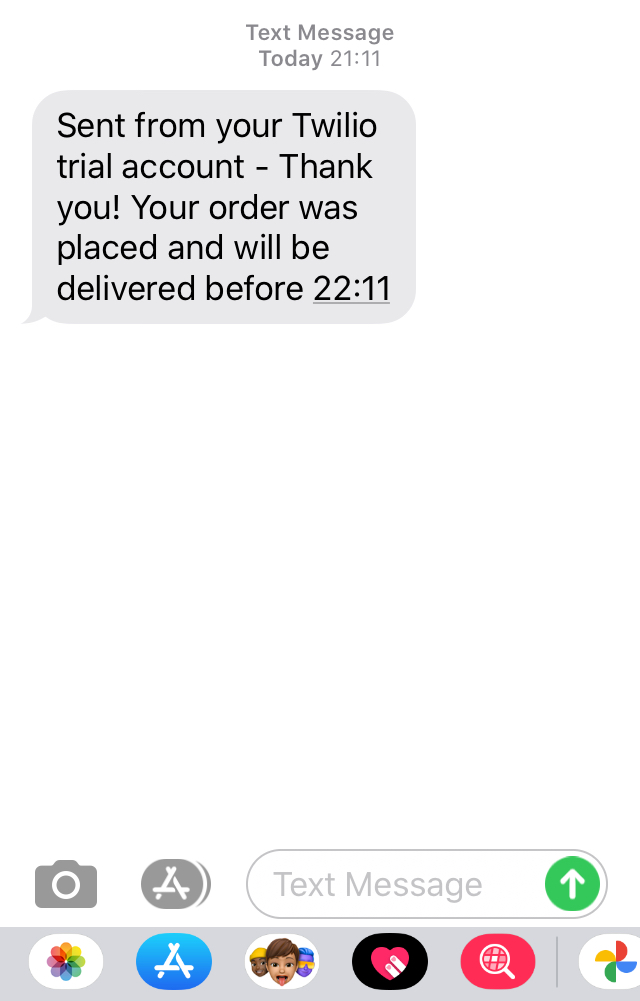 Text Message
Today 21:11
Sent from your Twilio
trial account - Thank
you! Your order was
placed and will be
delivered before 22:11
Text Message